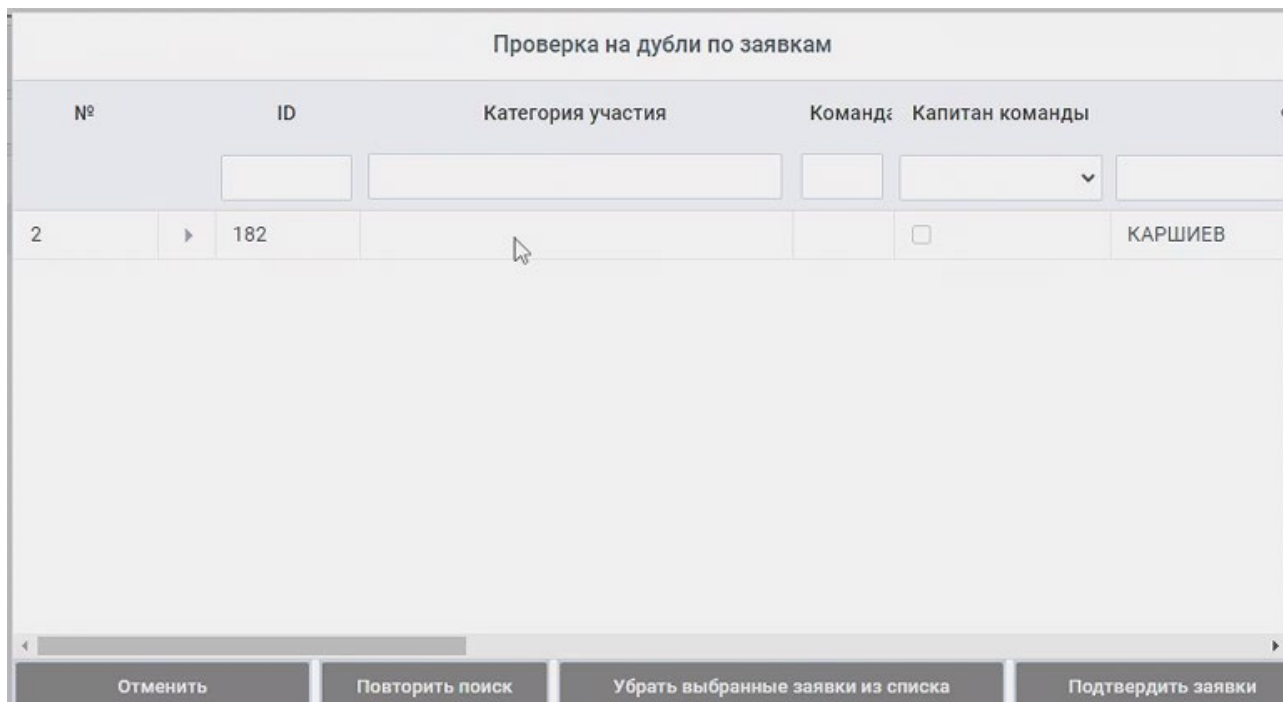 Проверка на дубли по заявкам
№ ID Категория участия Команда Капитан команды
2 182 КАРШИЕВ
Отменить Повторить поиск Убрать выбранные заявки из списка Подтвердить заявки